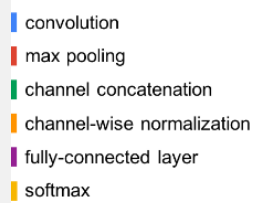 convolution
max pooling
channel concatenation
channel-wise normalization
fully-connected layer
softmax